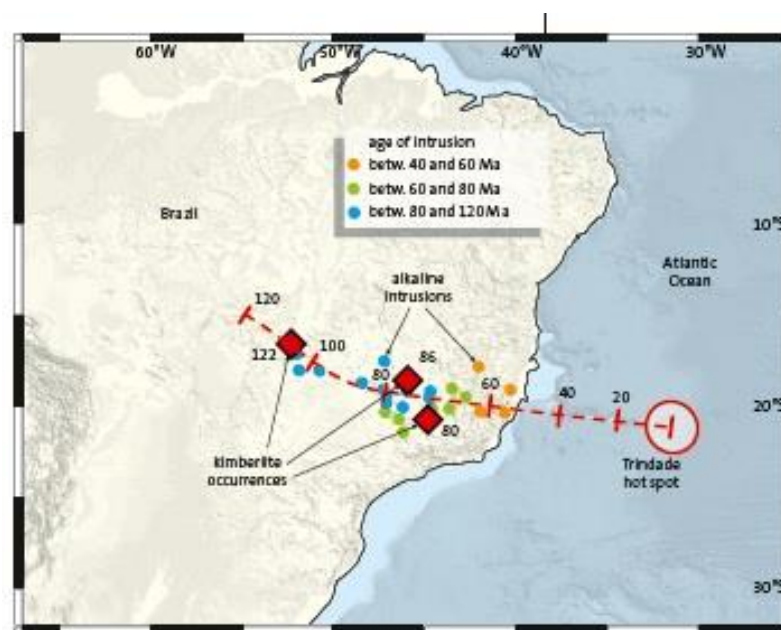 60°W 50°W 40°W 30°W
age of intrusion
betw. 40 and 60 Ma
betw. 60 and 80 Ma
betw. 80 and 120 Ma
Brazil
10°S
Atlantic
Ocean
alkaline
intrusions
120
122
100
80
86
80
60
40
20
20°S
kimberlite
occurrences
Trindade
hot spot
30°S